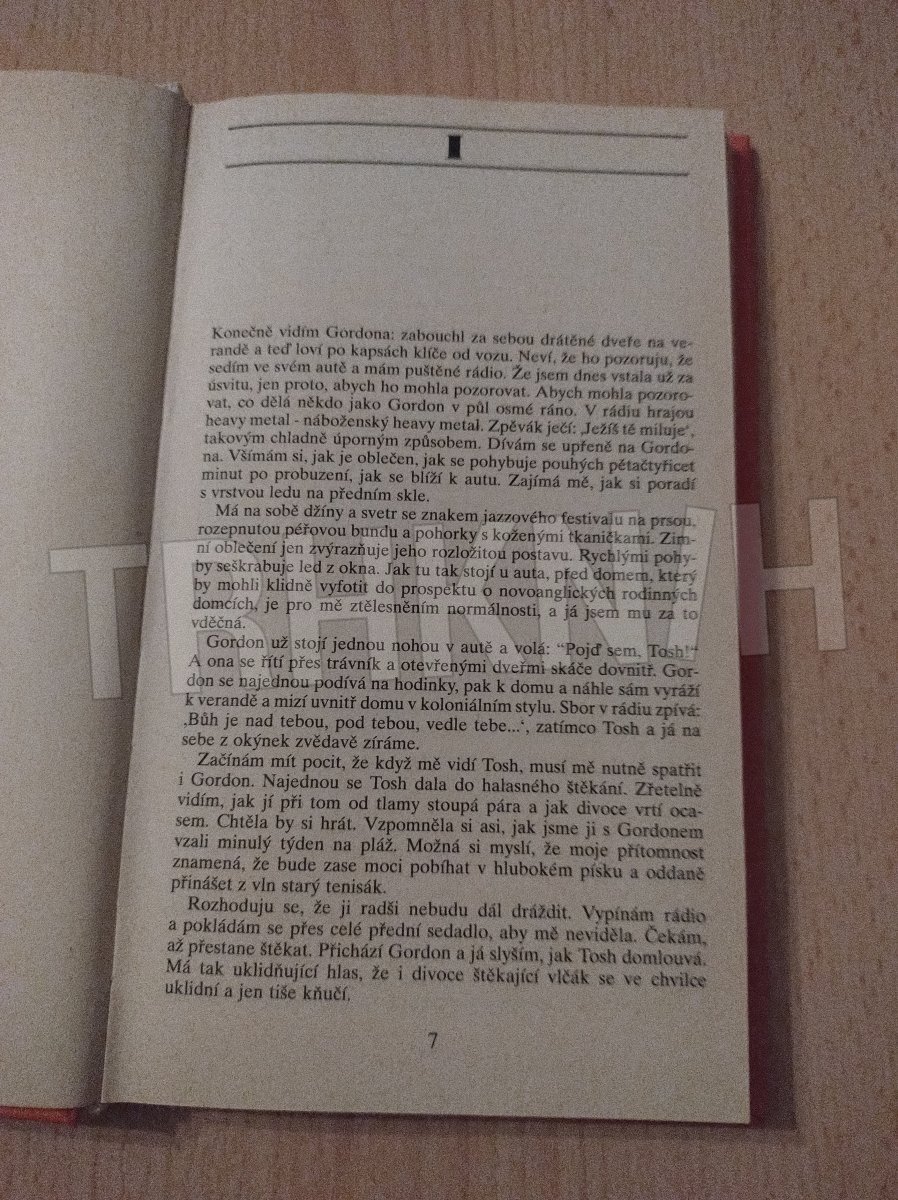 I
Konečně vidím Gordona: zabouchl za sebou drátěné dveře na ve-
randě a teď loví po kapsách klíče od vozu. Neví, že ho pozoruju, že
sedím ve svém autě a mám puštěné rádio. Že jsem dnes vstala už za
úsvitu, jen proto, abych ho mohla pozorovat. Abych mohla pozoro-
vat, co dělá někdo jako Gordon v půl osmé ráno. V rádiu hrajou
heavy metal - náboženský heavy metal. Zpěvák ječí: ‚Ježíš tě miluje‘,
takovým chladně úporným způsobem. Dívám se upřeně na Gordo-
na. Všímám si, jak je oblečen, jak se pohybuje pouhých pětačtyřicet
minut po probuzení, jak se blíží k autu. Zajímá mě, jak si poradí
s vrstvou ledu na předním skle.
Má na sobě džíny a svetr se znakem jazzového festivalu na prsou,
rozepnutou péřovou bundu a pohorky s koženými tkaničkami. Zim-
ní oblečení jen zvýrazňuje jeho rozložitou postavu. Rychlými pohy-
by seškrabuje led z okna. Jak tu tak stojí u auta, před domem, který
by mohli klidně vyfotit do prospektu o novoanglických rodinných
domcích, je pro mě ztělesněním normálnosti, a já jsem mu za to
vděčná.
Gordon už stojí jednou nohou v autě a volá: “Pojď sem, Tosh!“
A ona se řítí přes trávník a otevřenými dveřmi skáče dovnitř. Gor-
don se najednou podívá na hodinky, pak k domu a náhle sám vyráží
k verandě a mizí uvnitř domu v koloniálním stylu. Sbor v rádiu zpívá:
‚Bůh je nad tebou, pod tebou, vedle tebe...‘, zatímco Tosh a já na
sebe z okýnek zvědavě zíráme.
Začínám mít pocit, že když mě vidí Tosh, musí mě nutně spatřit
i Gordon. Najednou se Tosh dala do halasného štěkání. Zřetelně
vidím, jak jí při tom od tlamy stoupá pára a jak divoce vrtí oca-
sem. Chtěla by si hrát. Vzpomněla si asi, jak jsme ji s Gordonem
vzali minulý týden na pláž. Možná si myslí, že moje přítomnost
znamená, že bude zase moci pobíhat v hlubokém písku a oddaně
přinášet z vln starý tenisák.
Rozhoduju se, že ji radši nebudu dál dráždit. Vypínám rádio
a pokládám se přes celé přední sedadlo, aby mě neviděla. Čekám,
až přestane štěkat. Přichází Gordon a já slyším, jak Tosh domlouvá.
Má tak uklidňující hlas, že i divoce štěkající vlčák se ve chvilce
uklidní a jen tiše kňučí.
7